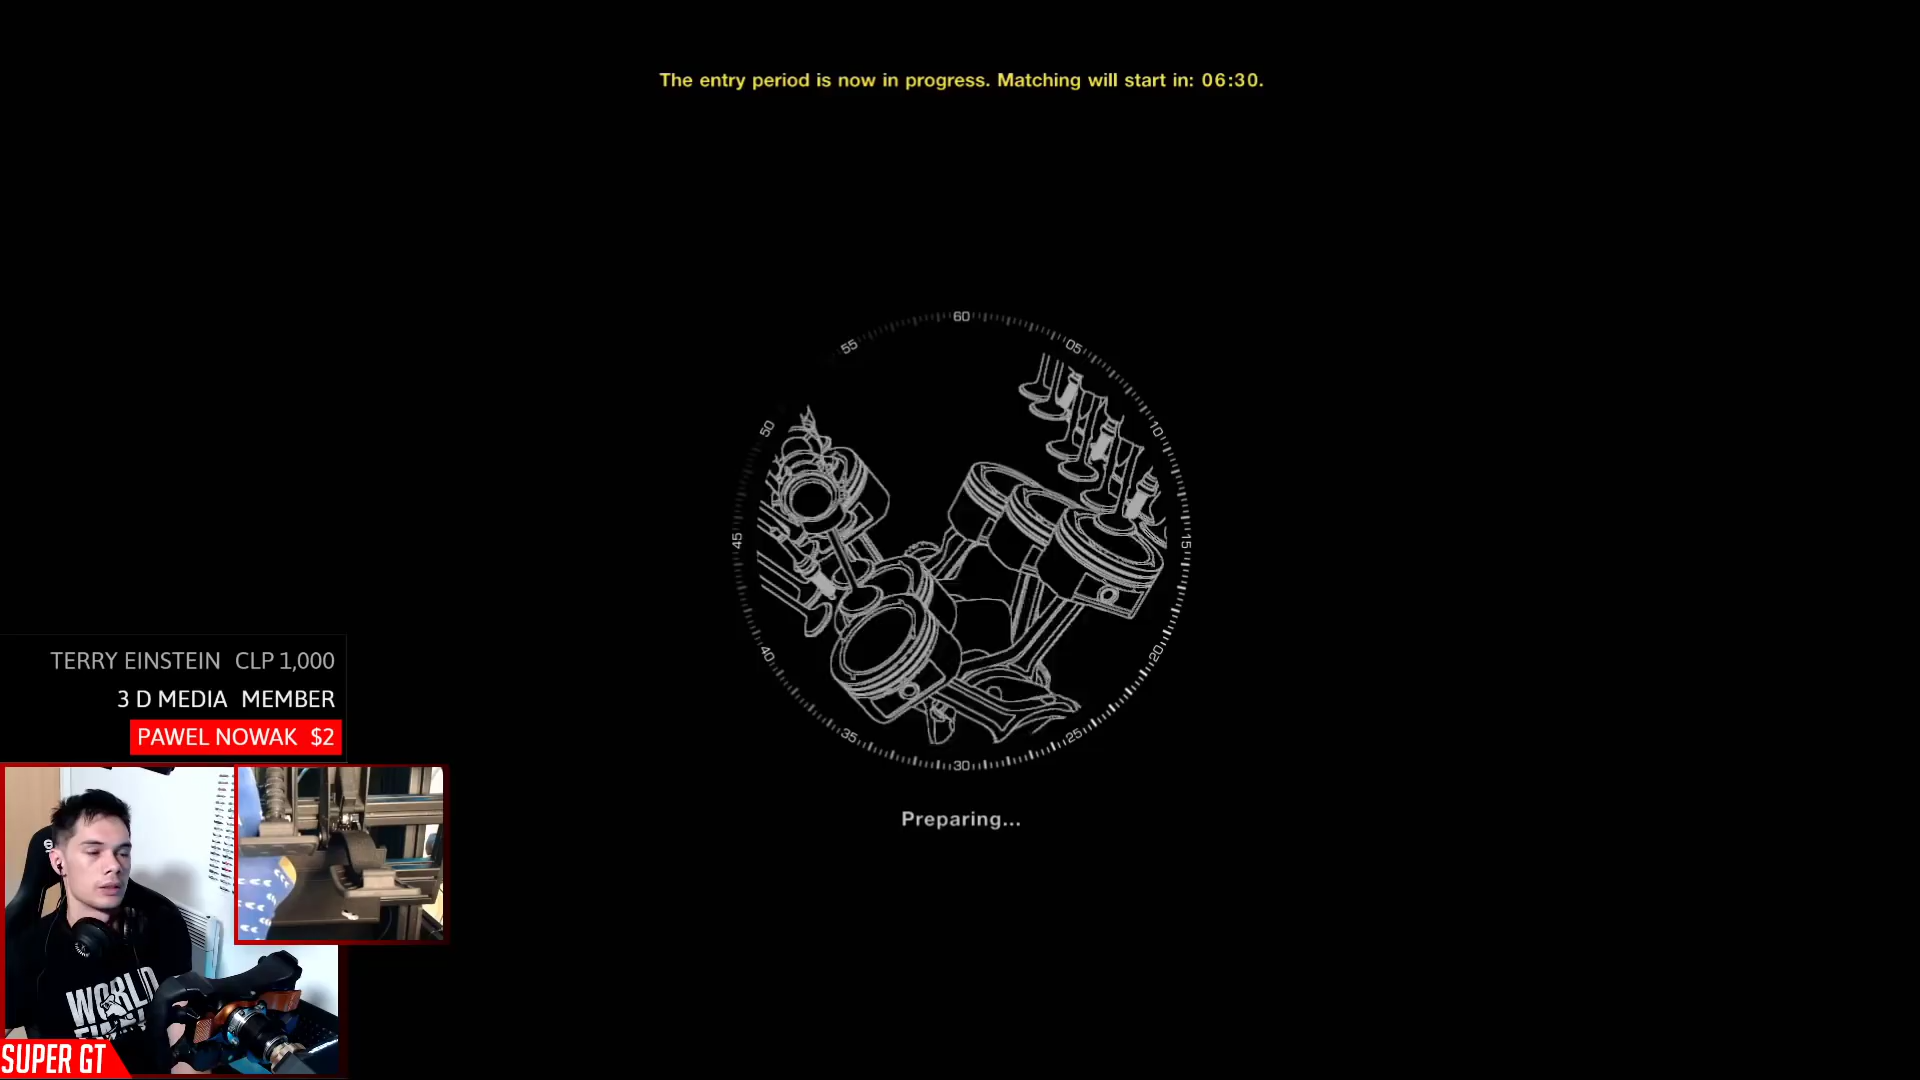 The entry period is now in progress. Matching will start in: 06:30.
60
55
05
50
10
45
15
40
20
35
25
30
Preparing...
TERRY EINSTEIN CLP 1,000
3 D MEDIA MEMBER
PAWEL NOWAK $2
WORLD
SUPER GT